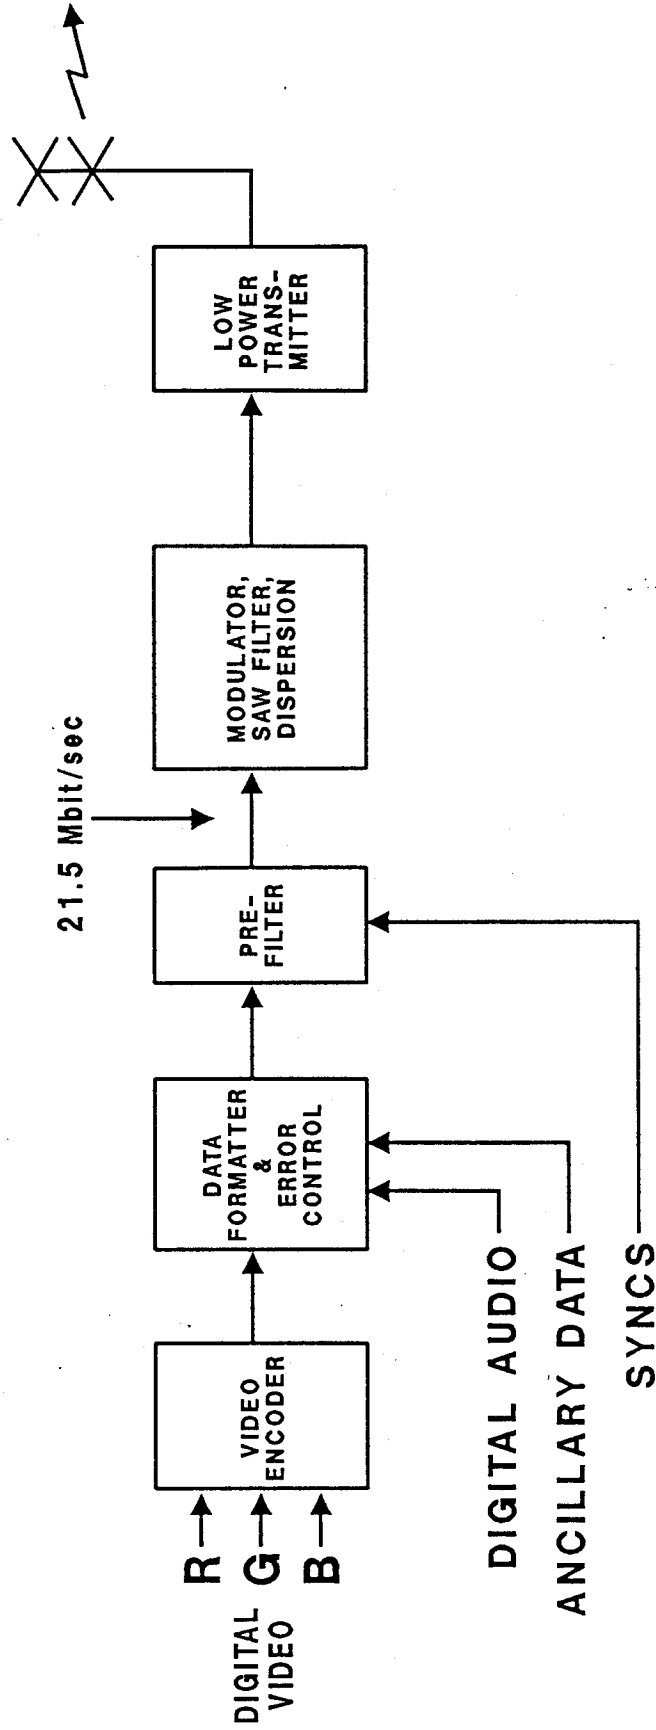 DIGITAL
VIDEO
R
G
B
VIDEO
ENCODER
DATA
FORMATTER
&
ERROR
CONTROL
PRE-
FILTER
21.5 Mbit/sec
MODULATOR,
SAW FILTER,
DISPERSION
LOW
POWER
TRANS-
MITTER
DIGITAL AUDIO
ANCILLARY DATA
SYNCS